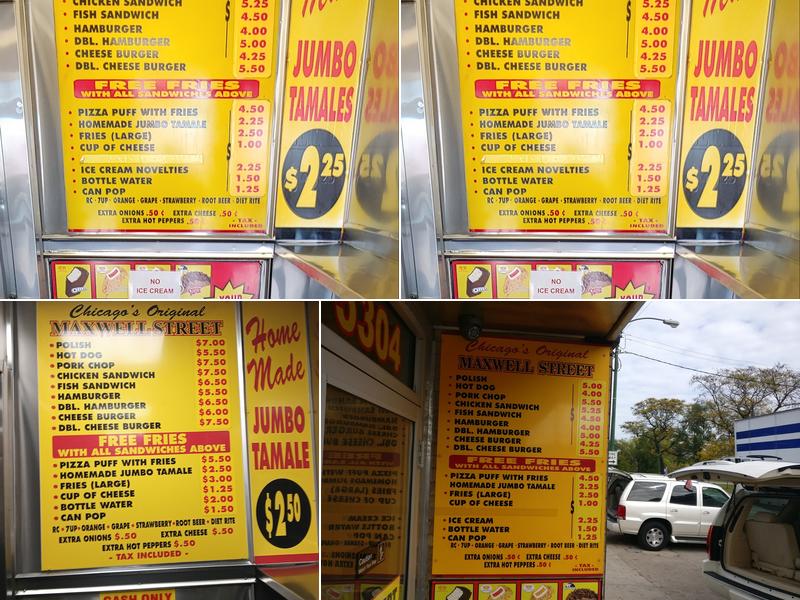 CHICKEN SANDWICH 5.25
FISH SANDWICH 4.50
HAMBURGER 4.00
DBL. HAMBURGER 5.00
CHEESE BURGER 4.25
DBL. CHEESE BURGER 5.50
$
FREE FRIES
WITH ALL SANDWICHES ABOVE
PIZZA PUFF WITH FRIES 4.50
HOMEMADE JUMBO TAMALE 2.25
FRIES (LARGE) 2.50
CUP OF CHEESE 1.00
$
ICE CREAM NOVELTIES 2.25
BOTTLE WATER 1.50
CAN POP 1.25
RC · 7UP · ORANGE · GRAPE · STRAWBERRY · ROOT BEER · DIET RITE
EXTRA ONIONS .50 ¢ EXTRA CHEESE .50 ¢
EXTRA HOT PEPPERS .50 ¢
- TAX -
INCLUDED
JUMBO
TAMALES
$2.25
NO
ICE CREAM
YOUR
CHICKEN SANDWICH 5.25
FISH SANDWICH 4.50
HAMBURGER 4.00
DBL. HAMBURGER 5.00
CHEESE BURGER 4.25
DBL. CHEESE BURGER 5.50
$
FREE FRIES
WITH ALL SANDWICHES ABOVE
PIZZA PUFF WITH FRIES 4.50
HOMEMADE JUMBO TAMALE 2.25
FRIES (LARGE) 2.50
CUP OF CHEESE 1.00
$
ICE CREAM NOVELTIES 2.25
BOTTLE WATER 1.50
CAN POP 1.25
RC · 7UP · ORANGE · GRAPE · STRAWBERRY · ROOT BEER · DIET RITE
EXTRA ONIONS .50 ¢ EXTRA CHEESE .50 ¢
EXTRA HOT PEPPERS .50 ¢
- TAX -
INCLUDED
JUMBO
TAMALES
$2.25
NO
ICE CREAM
YOUR
Chicago's Original
MAXWELL STREET
POLISH $7.00
HOT DOG $5.50
PORK CHOP $7.50
CHICKEN SANDWICH $7.50
FISH SANDWICH $6.50
HAMBURGER $5.50
DBL. HAMBURGER $6.50
CHEESE BURGER $6.00
DBL. CHEESE BURGER $7.50
FREE FRIES
WITH ALL SANDWICHES ABOVE
PIZZA PUFF WITH FRIES $5.50
HOMEMADE JUMBO TAMALE $2.50
FRIES (LARGE) $3.00
CUP OF CHEESE $1.25
BOTTLE WATER $2.00
CAN POP $1.50
RC · 7UP · ORANGE · GRAPE · STRAWBERRY · ROOT BEER · DIET RITE
EXTRA ONIONS $.50 EXTRA CHEESE $.50
EXTRA HOT PEPPERS $.50
- TAX INCLUDED -
Home
Made
JUMBO
TAMALE
$2.50
CASH ONLY
3304
Chicago's Original
MAXWELL STREET
POLISH 5.00
HOT DOG 4.00
PORK CHOP
CHICKEN SANDWICH 5.25
FISH SANDWICH 4.50
HAMBURGER 4.00
DBL. HAMBURGER 5.00
CHEESE BURGER 4.25
DBL. CHEESE BURGER 5.50
$
FREE FRIES
WITH ALL SANDWICHES ABOVE
PIZZA PUFF WITH FRIES 4.50
HOMEMADE JUMBO TAMALE 2.25
FRIES (LARGE) 2.50
CUP OF CHEESE 1.00
$
ICE CREAM 2.25
BOTTLE WATER 1.50
CAN POP 1.25
RC · 7UP · ORANGE · GRAPE · STRAWBERRY · ROOT BEER · DIET RITE
EXTRA ONIONS .50 ¢ EXTRA CHEESE .50 ¢
EXTRA HOT PEPPERS .50 ¢
- TAX -
INCLUDED